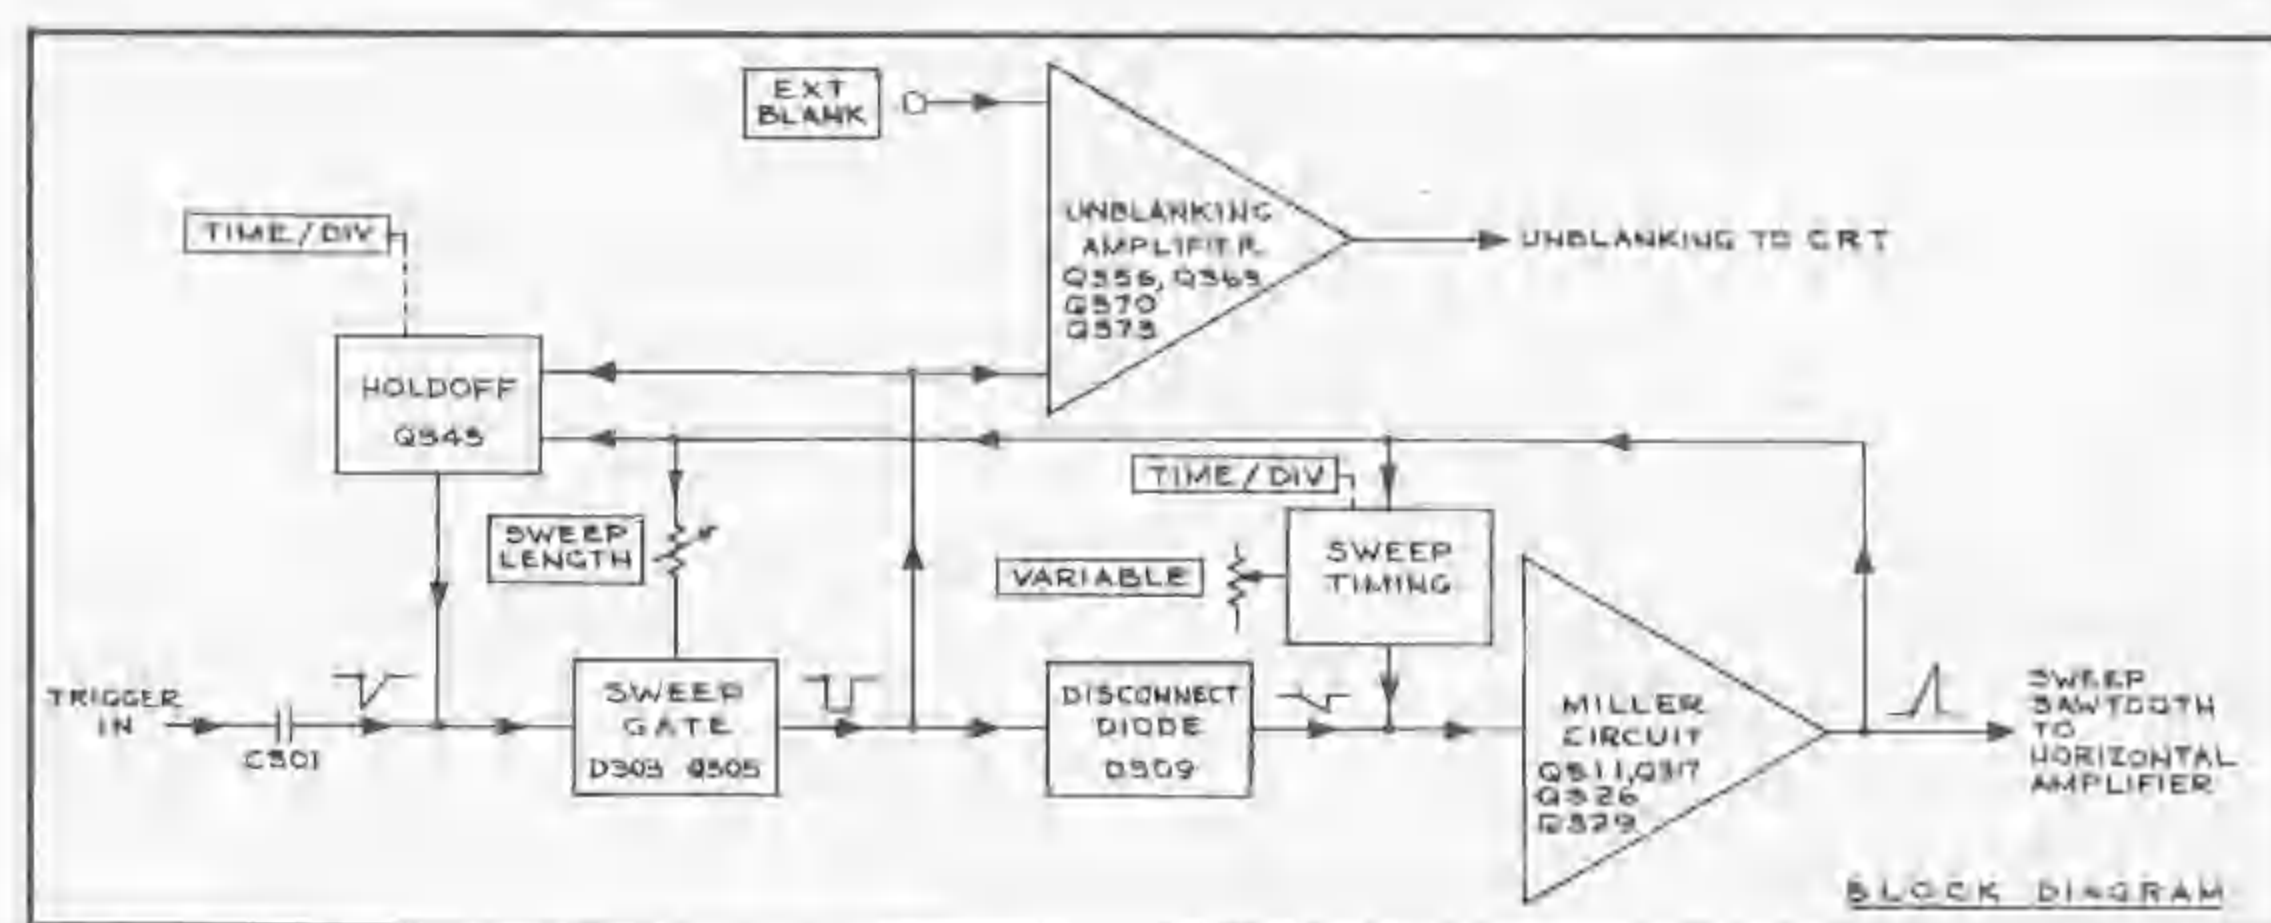 EXT
BLANK
UNBLANKING
AMPLIFIER
Q356, Q363
Q370
Q373
UNBLANKING TO CRT
TIME/DIV
HOLDOFF
Q343
TIME/DIV
SWEEP
LENGTH
VARIABLE
SWEEP
TIMING
TRIGGER
IN
C301
SWEEP
GATE
D303 Q305
DISCONNECT
DIODE
D309
MILLER
CIRCUIT
Q311, Q317
Q326
Q329
SWEEP
SAWTOOTH
TO
HORIZONTAL
AMPLIFIER
BLOCK DIAGRAM